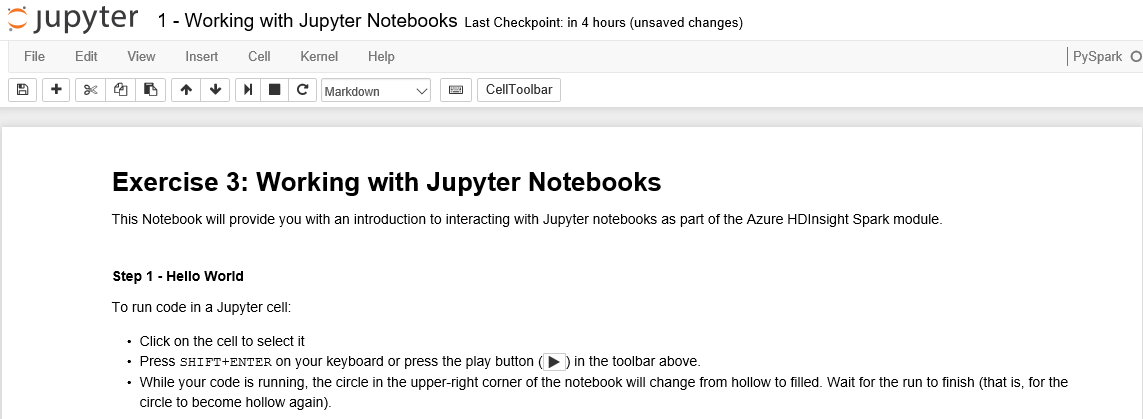 jupyter 1 - Working with Jupyter Notebooks Last Checkpoint: in 4 hours (unsaved changes)
File Edit View Insert Cell Kernel Help PySpark
Markdown CellToolbar
Exercise 3: Working with Jupyter Notebooks
This Notebook will provide you with an introduction to interacting with Jupyter notebooks as part of the Azure HDInsight Spark module.
Step 1 - Hello World
To run code in a Jupyter cell:
• Click on the cell to select it
• Press SHIFT+ENTER on your keyboard or press the play button (▶) in the toolbar above.
• While your code is running, the circle in the upper-right corner of the notebook will change from hollow to filled. Wait for the run to finish (that is, for the
circle to become hollow again).